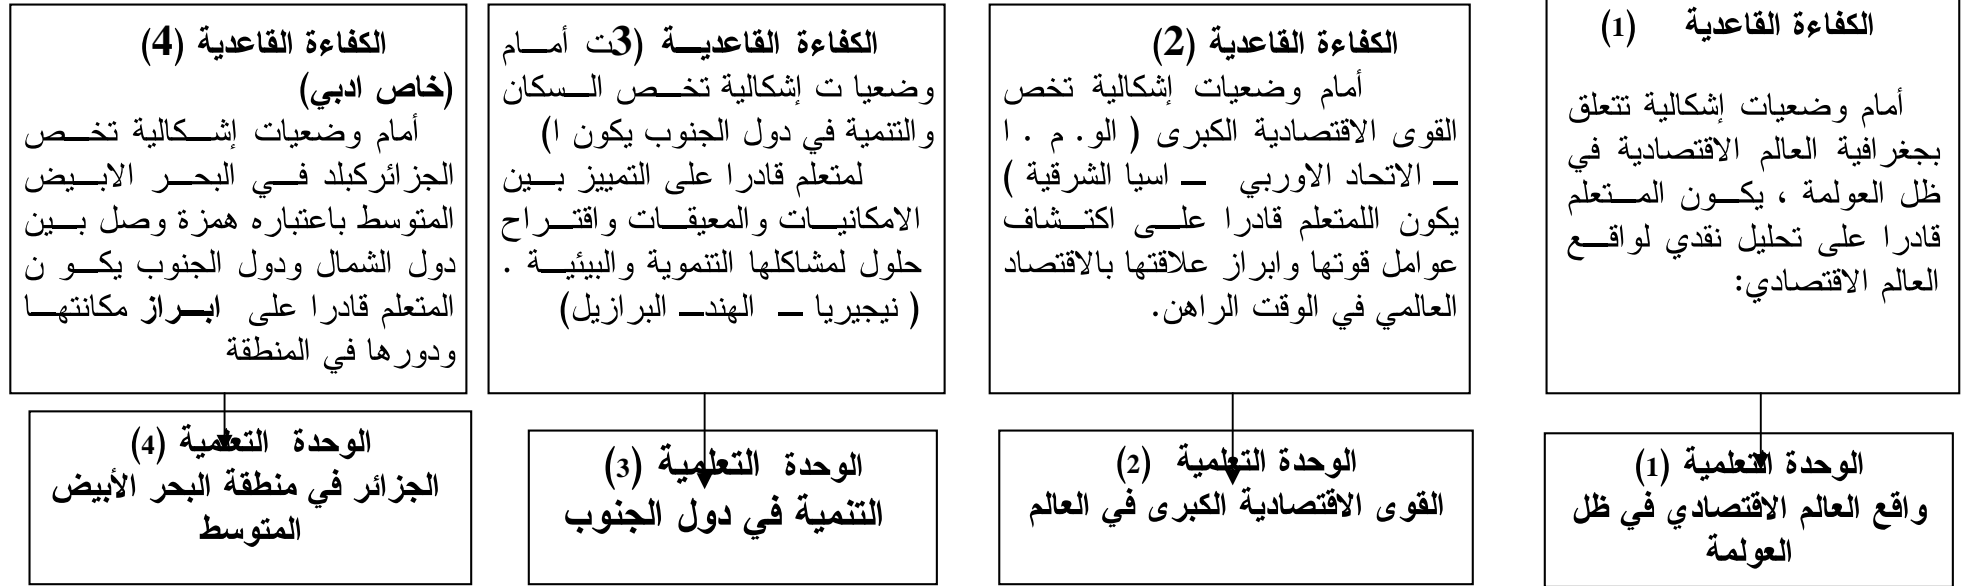 الكفاءة القاعدية (1)
أمام وضعيات إشكالية تتعلق
بجغرافية العالم الاقتصادية في
ظل العولمة ، يكون المتعلم
قادرا على تحليل نقدي لواقع
العالم الاقتصادي:
الكفاءة القاعدية (2)
أمام وضعيات إشكالية تخص
القوى الاقتصادية الكبرى ( الو . م . ا
– الاتحاد الاوربي – اسيا الشرقية )
يكون اللمتعلم قادرا على اكتشاف
عوامل قوتها وابراز علاقتها بالاقتصاد
العالمي في الوقت الراهن.
الكفاءة القاعدية (3ت أمام
وضعيا ت إشكالية تخص السكان
والتنمية في دول الجنوب يكون ا)
لمتعلم قادرا على التمييز بين
الامكانيات والمعيقات واقتراح
حلول لمشاكلها التنموية والبيئية .
( نيجيريا – الهند– البرازيل)
الكفاءة القاعدية (4)
(خاص ادبي)
أمام وضعيات إشكالية تخص
الجزائركبلد في البحر الابيض
المتوسط باعتباره همزة وصل بين
دول الشمال ودول الجنوب يكو ن
المتعلم قادرا على ابراز مكانتها
ودورها في المنطقة
الوحدة التعلمية (1)
واقع العالم الاقتصادي في ظل
العولمة
الوحدة التعلمية (2)
القوى الاقتصادية الكبرى في العالم
الوحدة التعلمية (3)
التنمية في دول الجنوب
الوحدة التعلمية (4)
الجزائر في منطقة البحر الأبيض
المتوسط